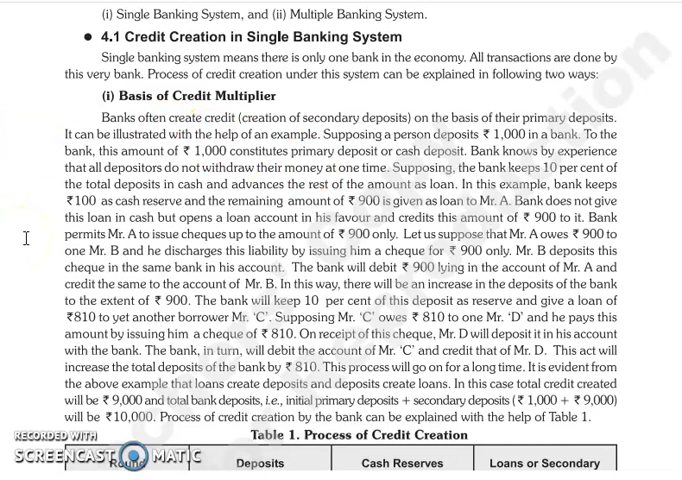 (i) Single Banking System, and (ii) Multiple Banking System.
● 4.1 Credit Creation in Single Banking System
Single banking system means there is only one bank in the economy. All transactions are done by
this very bank. Process of credit creation under this system can be explained in following two ways:
(i) Basis of Credit Multiplier
Banks often create credit (creation of secondary deposits) on the basis of their primary deposits.
It can be illustrated with the help of an example. Supposing a person deposits ₹ 1,000 in a bank. To the
bank, this amount of ₹ 1,000 constitutes primary deposit or cash deposit. Bank knows by experience
that all depositors do not withdraw their money at one time. Supposing, the bank keeps 10 per cent of
the total deposits in cash and advances the rest of the amount as loan. In this example, bank keeps
₹100 as cash reserve and the remaining amount of ₹ 900 is given as loan to Mr. A. Bank does not give
this loan in cash but opens a loan account in his favour and credits this amount of ₹ 900 to it. Bank
permits Mr. A to issue cheques up to the amount of ₹ 900 only. Let us suppose that Mr. A owes ₹ 900 to
one Mr. B and he discharges this liability by issuing him a cheque for ₹ 900 only. Mr. B deposits this
cheque in the same bank in his account. The bank will debit ₹ 900 lying in the account of Mr. A and
credit the same to the account of Mr. B. In this way, there will be an increase in the deposits of the bank
to the extent of ₹ 900. The bank will keep 10 per cent of this deposit as reserve and give a loan of
₹810 to yet another borrower Mr. ‘C’. Supposing Mr. ‘C’ owes ₹ 810 to one Mr. ‘D’ and he pays this
amount by issuing him a cheque of ₹ 810. On receipt of this cheque, Mr. D will deposit it in his account
with the bank. The bank, in turn, will debit the account of Mr. ‘C’ and credit that of Mr. D. This act will
increase the total deposits of the bank by ₹ 810. This process will go on for a long time. It is evident from
the above example that loans create deposits and deposits create loans. In this case total credit created
will be ₹ 9,000 and total bank deposits, i.e., initial primary deposits + secondary deposits (₹ 1,000 + ₹ 9,000)
will be ₹10,000. Process of credit creation by the bank can be explained with the help of Table 1.
Table 1. Process of Credit Creation
RECORDED WITH
SCREENCAST MATIC
Round Deposits Cash Reserves Loans or Secondary